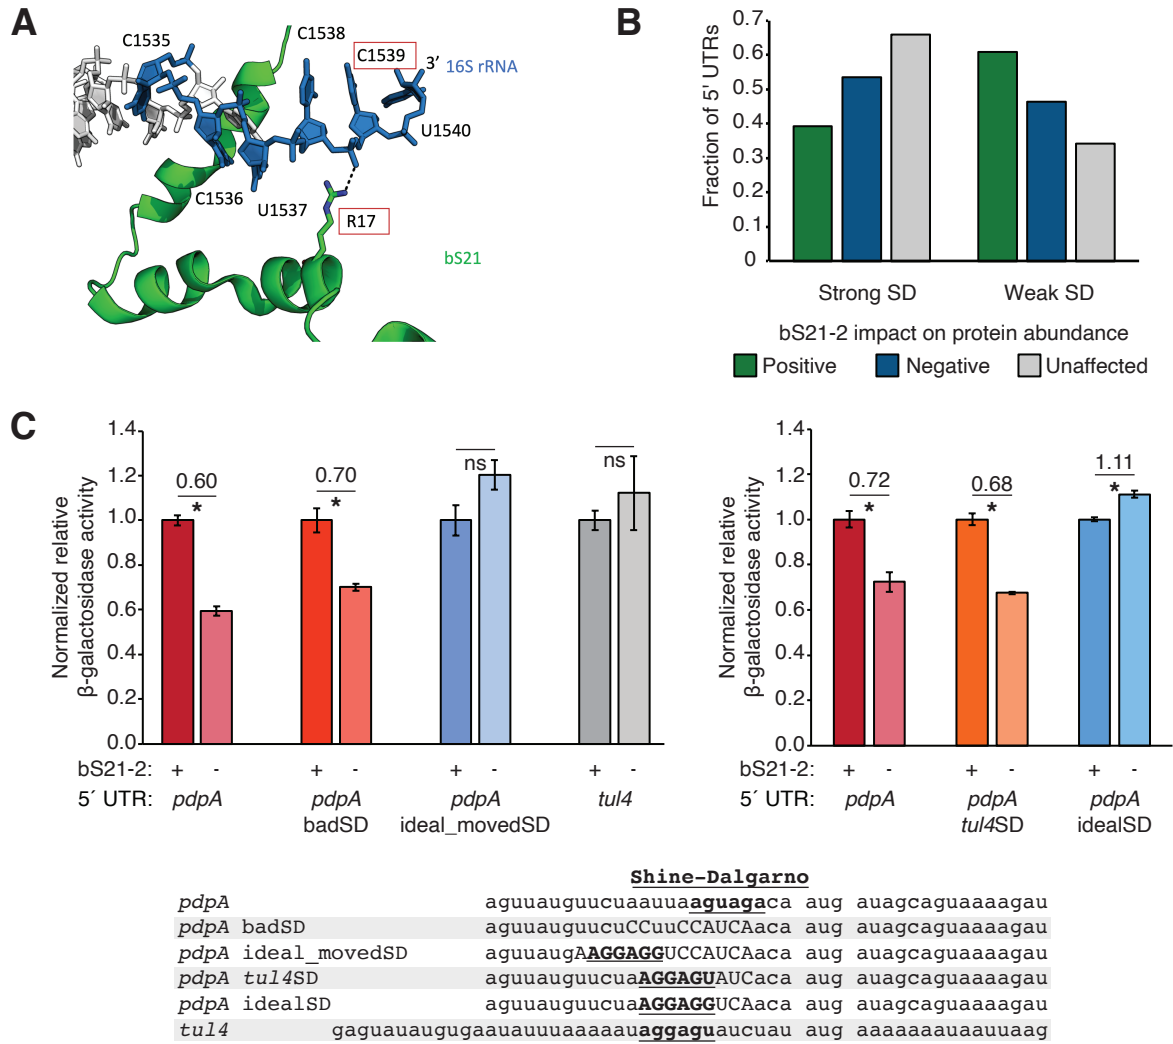 A
C1535
C1538
C1539
3′ 16S rRNA
U1540
C1536
U1537
R17
bS21
B
Fraction of 5′ UTRs
0.7
0.6
0.5
0.4
0.3
0.2
0.1
0
Strong SD
Weak SD
bS21-2 impact on protein abundance
Positive
Negative
Unaffected
C
Normalized relative
β-galactosidase activity
1.4
1.2
1.0
0.8
0.6
0.4
0.2
0.0
0.60
*
0.70
*
ns
ns
bS21-2: + - + - + - + -
5′ UTR: pdpA pdpA pdpA tul4
badSD ideal_movedSD
Normalized relative
β-galactosidase activity
1.4
1.2
1.0
0.8
0.6
0.4
0.2
0.0
0.72
*
0.68
*
1.11
*
bS21-2: + - + - + -
5′ UTR: pdpA pdpA pdpA
tul4SD idealSD
Shine-Dalgarno
pdpA aguuauguucuaauuaaguagaca aug auagcaguaaaagau
pdpA badSD aguuauguucuCCuuCCAUCAaca aug auagcaguaaaagau
pdpA ideal_movedSD aguuaugAAGGAGGUCCAUCAaca aug auagcaguaaaagau
pdpA tul4SD aguuauguucuaAGGAGUAUCAaca aug auagcaguaaaagau
pdpA idealSD aguuauguucuaAGGAGGUCAaca aug auagcaguaaaagau
tul4 gaguauaugugaauauuuaaaaauaggaguaucuau aug aaaaaaauaauuaag